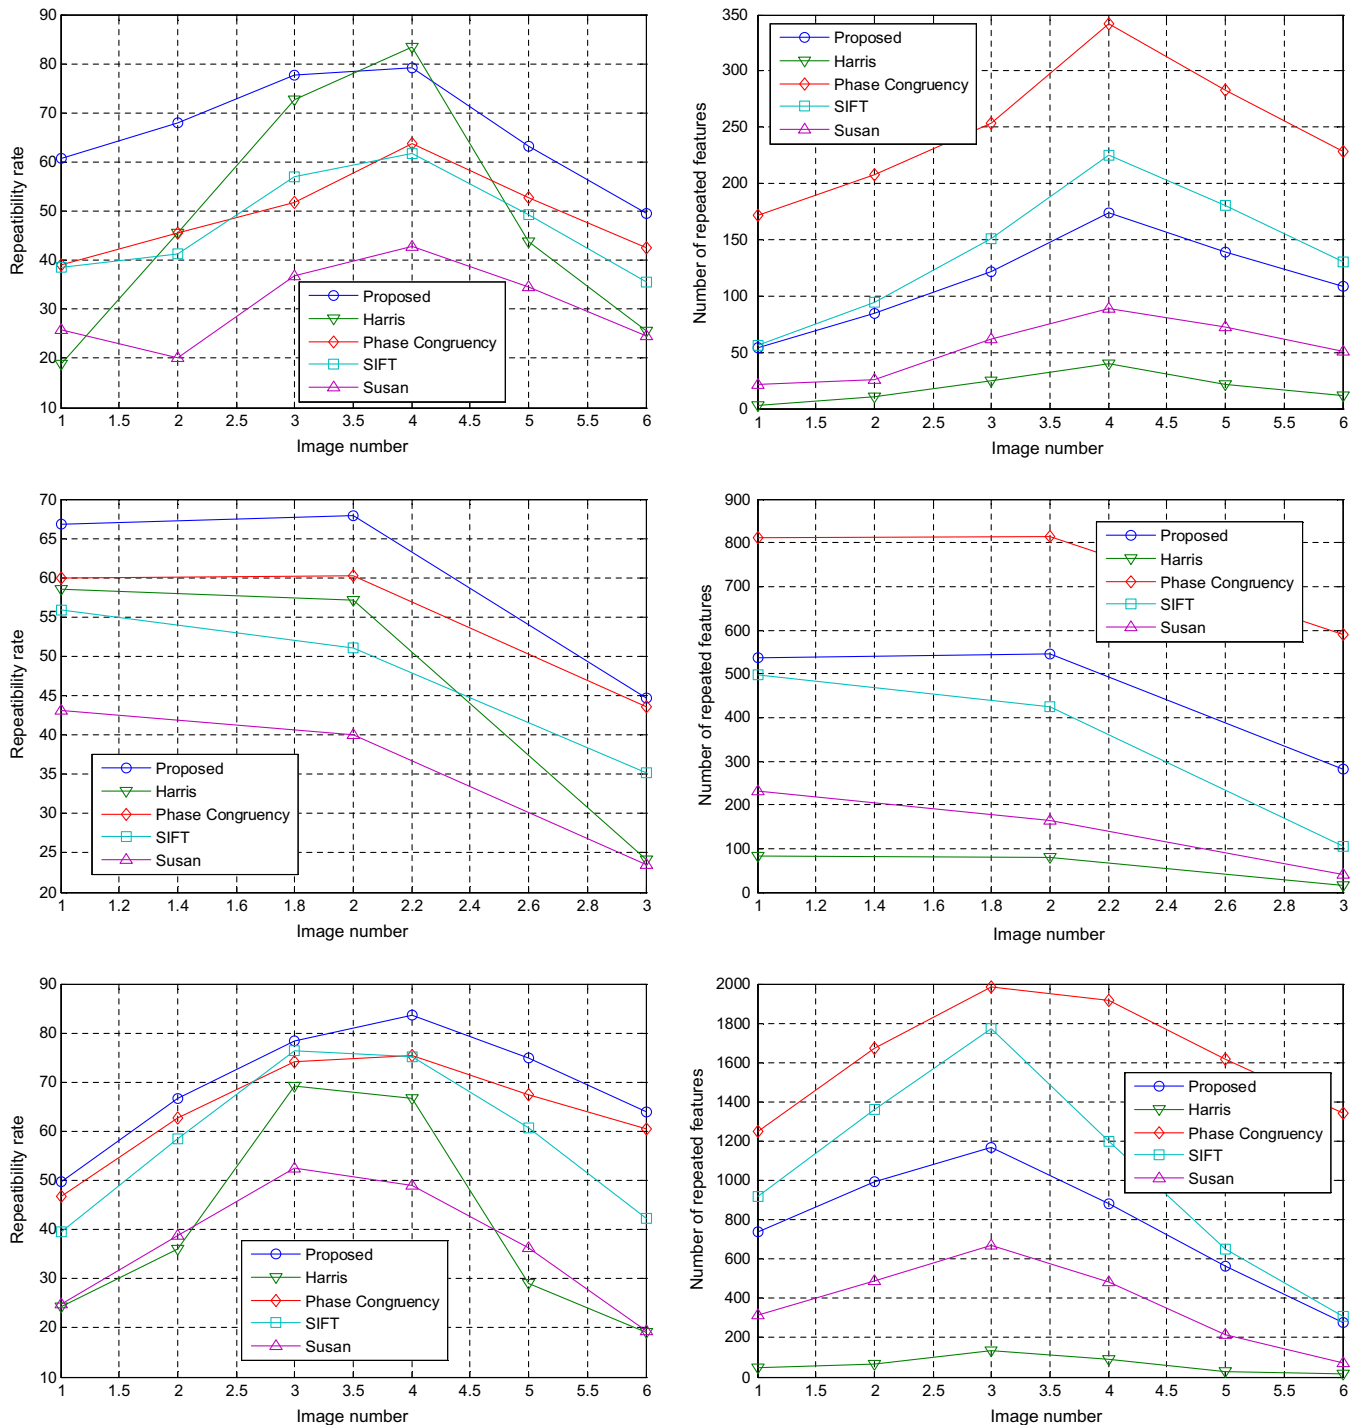 90
80
70
60
50
40
30
20
10
Repeatibility rate
Proposed
Harris
Phase Congruency
SIFT
Susan
1 1.5 2 2.5 3 3.5 4 4.5 5 5.5 6
Image number
350
300
250
200
150
100
50
0
Number of repeated features
Proposed
Harris
Phase Congruency
SIFT
Susan
1 1.5 2 2.5 3 3.5 4 4.5 5 5.5 6
Image number
70
65
60
55
50
45
40
35
30
25
20
Repeatibility rate
Proposed
Harris
Phase Congruency
SIFT
Susan
1 1.2 1.4 1.6 1.8 2 2.2 2.4 2.6 2.8 3
Image number
900
800
700
600
500
400
300
200
100
0
Number of repeated features
Proposed
Harris
Phase Congruency
SIFT
Susan
1 1.2 1.4 1.6 1.8 2 2.2 2.4 2.6 2.8 3
Image number
90
80
70
60
50
40
30
20
10
Repeatibility rate
Proposed
Harris
Phase Congruency
SIFT
Susan
1 1.5 2 2.5 3 3.5 4 4.5 5 5.5 6
Image number
2000
1800
1600
1400
1200
1000
800
600
400
200
0
Number of repeated features
Proposed
Harris
Phase Congruency
SIFT
Susan
1 1.5 2 2.5 3 3.5 4 4.5 5 5.5 6
Image number